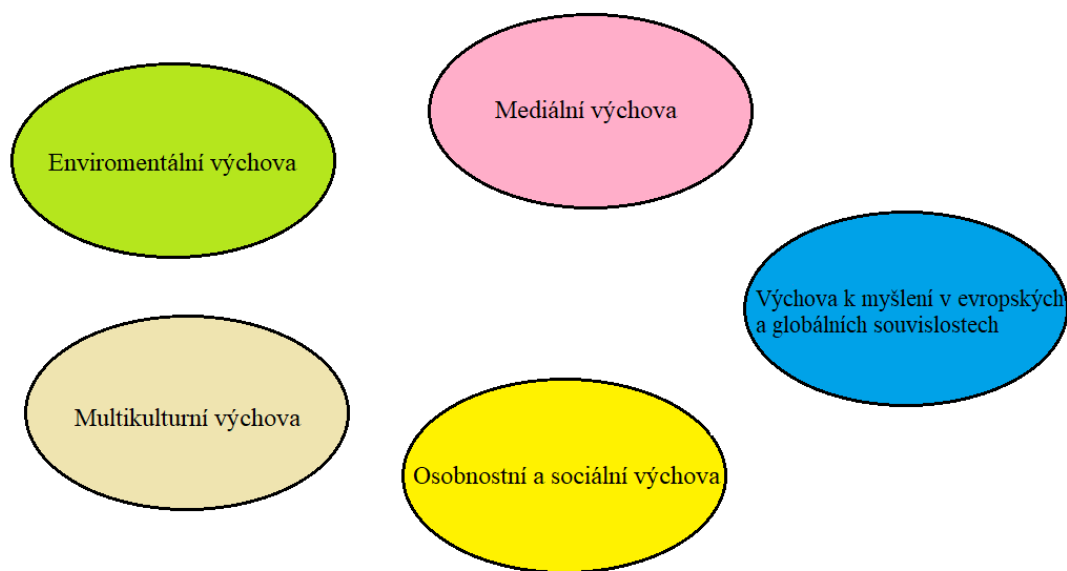 Mediální výchova
Enviromentální výchova
Výchova k myšlení v evropských
a globálních souvislostech
Multikulturní výchova
Osobnostní a sociální výchova